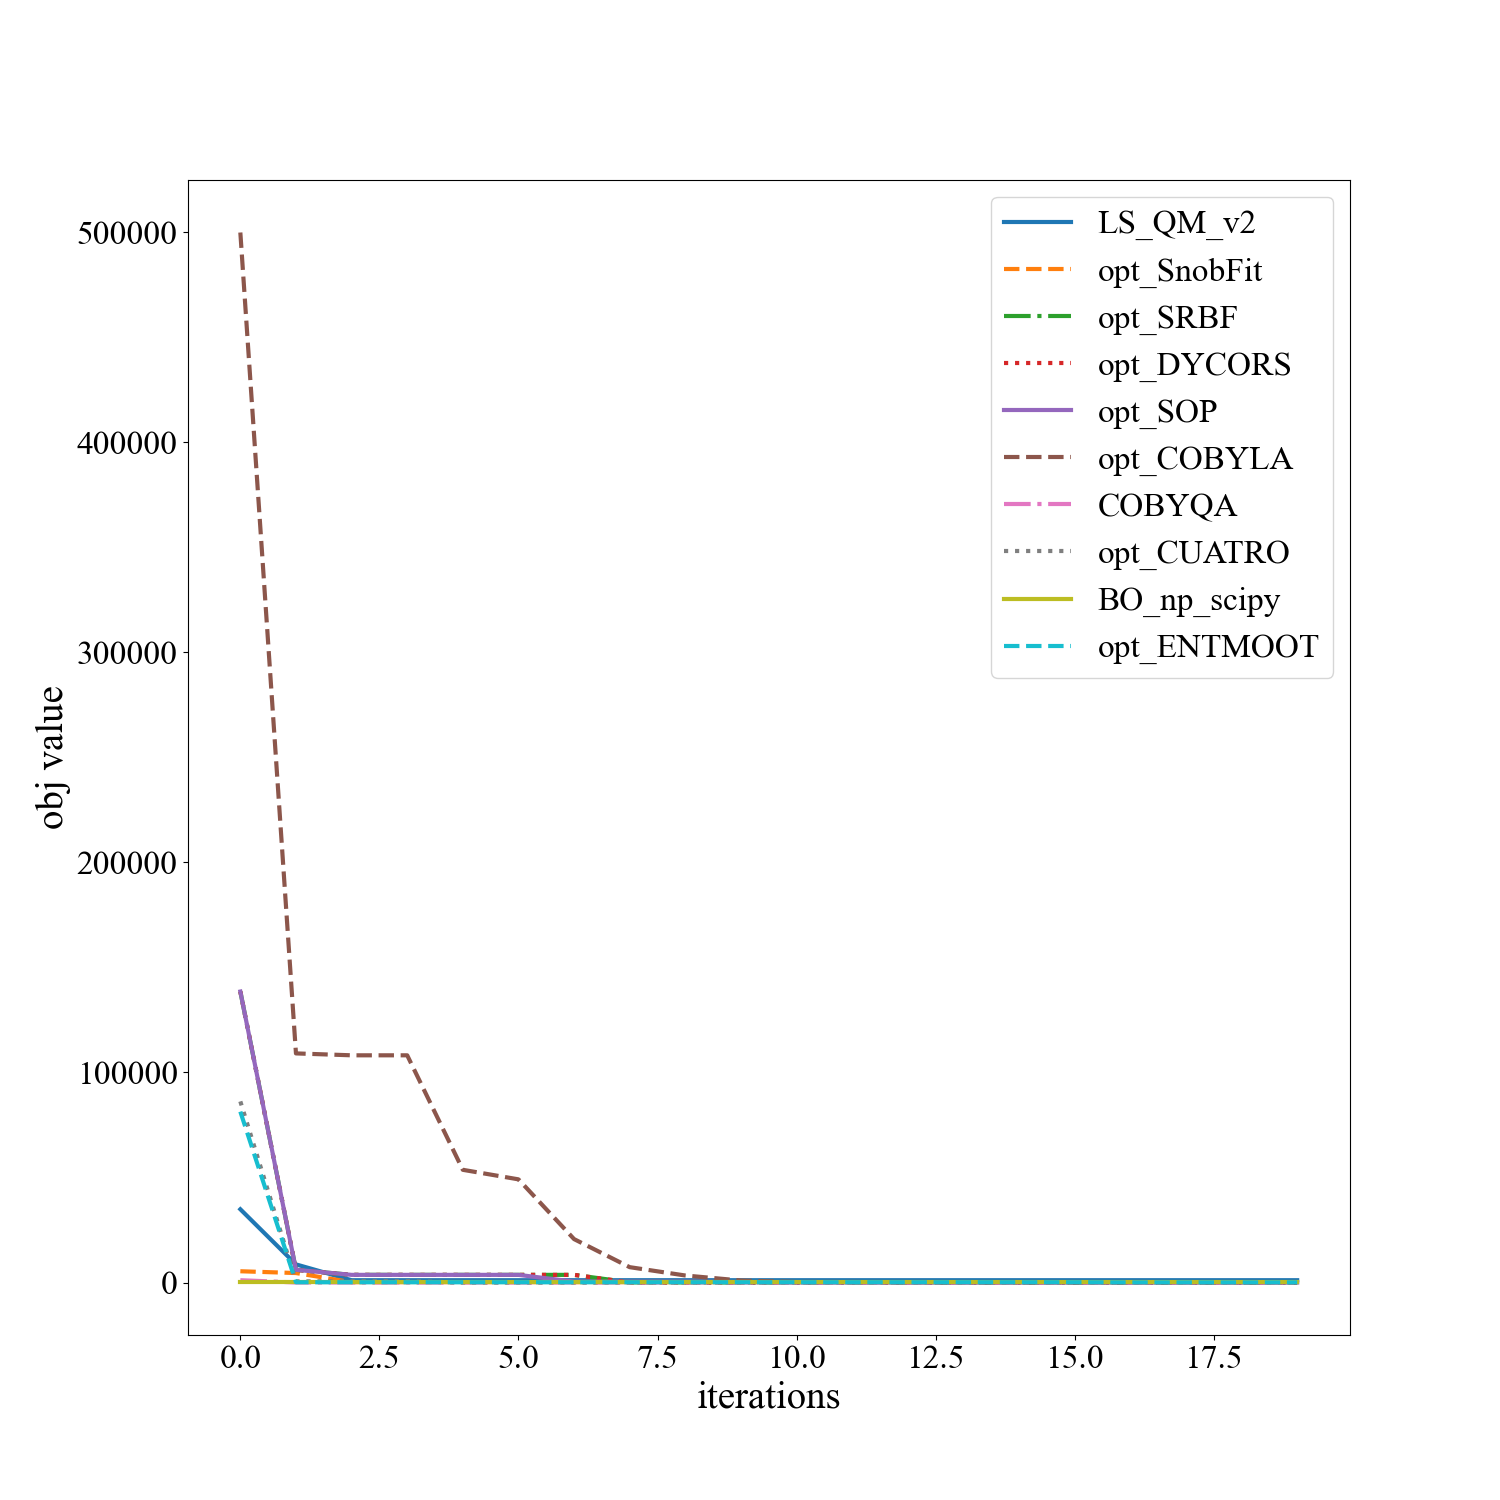 500000
400000
300000
200000
100000
0
obj value
0.0 2.5 5.0 7.5 10.0 12.5 15.0 17.5
iterations
LS_QM_v2
opt_SnobFit
opt_SRBF
opt_DYCORS
opt_SOP
opt_COBYLA
COBYQA
opt_CUATRO
BO_np_scipy
opt_ENTMOOT